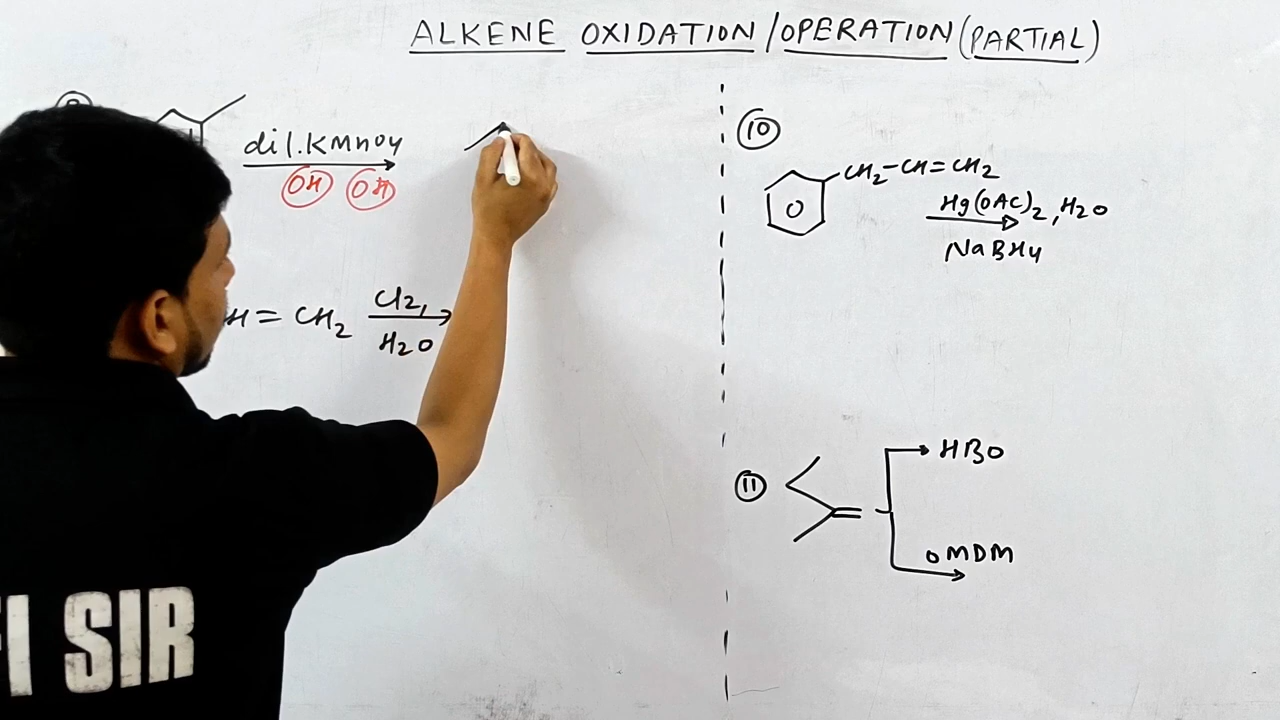 ALKENE OXIDATION/OPERATION(PARTIAL)
dil.KMnO4
OH OH
H=CH2 Cl2,
H2O
10
CH2-CH=CH2
Hg(OAC)2,H2O
NaBH4
11
HBO
OMDM
I SIR